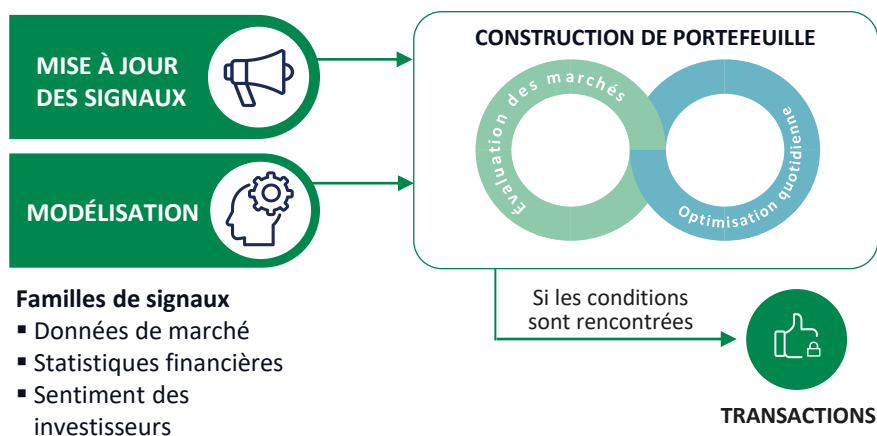 MISE À JOUR
DES SIGNAUX
MODÉLISATION
Familles de signaux
▪ Données de marché
▪ Statistiques financières
▪ Sentiment des
investisseurs
CONSTRUCTION DE PORTEFEUILLE
Évaluation des marchés
Optimisation quotidienne
Si les conditions
sont rencontrées
TRANSACTIONS